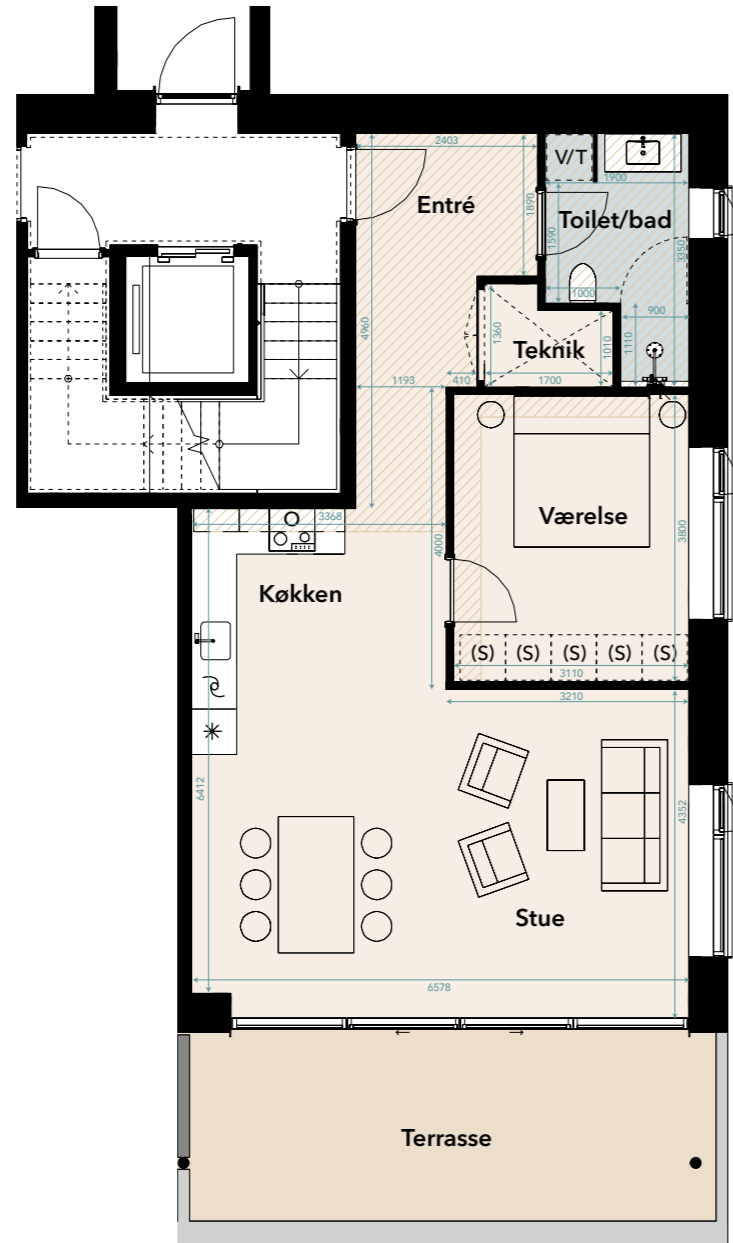 2403
V/T
1900
Entré
1890
Toilet/bad
1590
3350
1000
900
4960
1360
Teknik
1010
1110
1193
410
1700
Værelse
3368
4000
3800
Køkken
(S) (S) (S) (S) (S)
3110
3210
6412
4352
Stue
6578
Terrasse